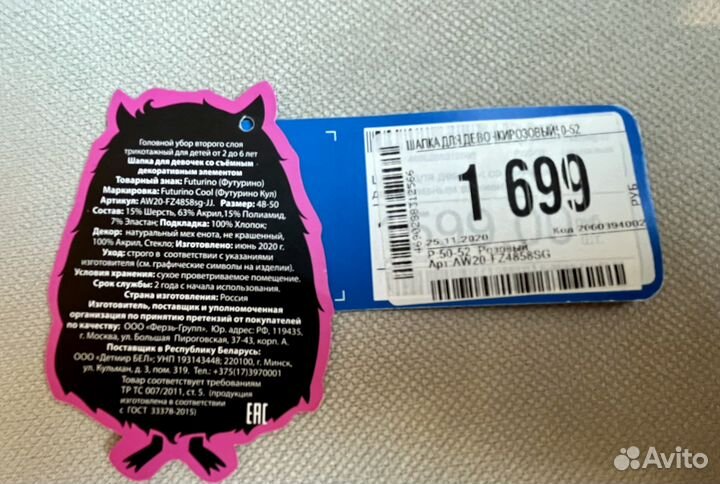 Головной убор второго слоя
трикотажный для детей от 2 до 6 лет
Шапка для девочек со съёмным
декоративным элементом
Товарный знак: Futurino (Футурино)
Маркировка: Futurino Cool (Футурино Кул)
Артикул: AW20-FZ4858sg-JJ. Размер: 48-50
Состав: 15% Шерсть, 63% Акрил,15% Полиамид,
7% Эластан; Подкладка: 100% Хлопок;
Декор: натуральный мех енота, не крашенный,
100% Акрил, Стекло; Изготовлено: июнь 2020 г.
Уход: строго в соответствии с указаниями
изготовителя (см. графические символы на изделии).
Условия хранения: сухое проветриваемое помещение.
Срок службы: 2 года с начала использования.
Страна изготовления: Россия
Изготовитель, поставщик и уполномоченная
организация по принятию претензий от покупателей
по качеству: ООО «Ферзь-Групп». Юр. адрес: РФ, 119435,
г. Москва, ул. Большая Пироговская, 37-43, корп. А.
Поставщик в Республику Беларусь:
ООО «Детмир БЕЛ»; УНП 193143448; 220100, г. Минск,
ул. Кульман, д. 3, пом. 319. Тел.: +375(17)3970001
Товар соответствует требованиям
ТР ТС 007/2011, ст. 5. (продукция
изготовлена в соответствии
с ГОСТ 33378-2015)
EAC
ШАПКА ДЛЯ ДЕВОЧКИРОЗОВЫЙ
1 699
РУБ
4690298312566
25.11.2020
Код 2660394002
Р 50-52, Розовый
Арт.AW20-FZ4858SG
Avito